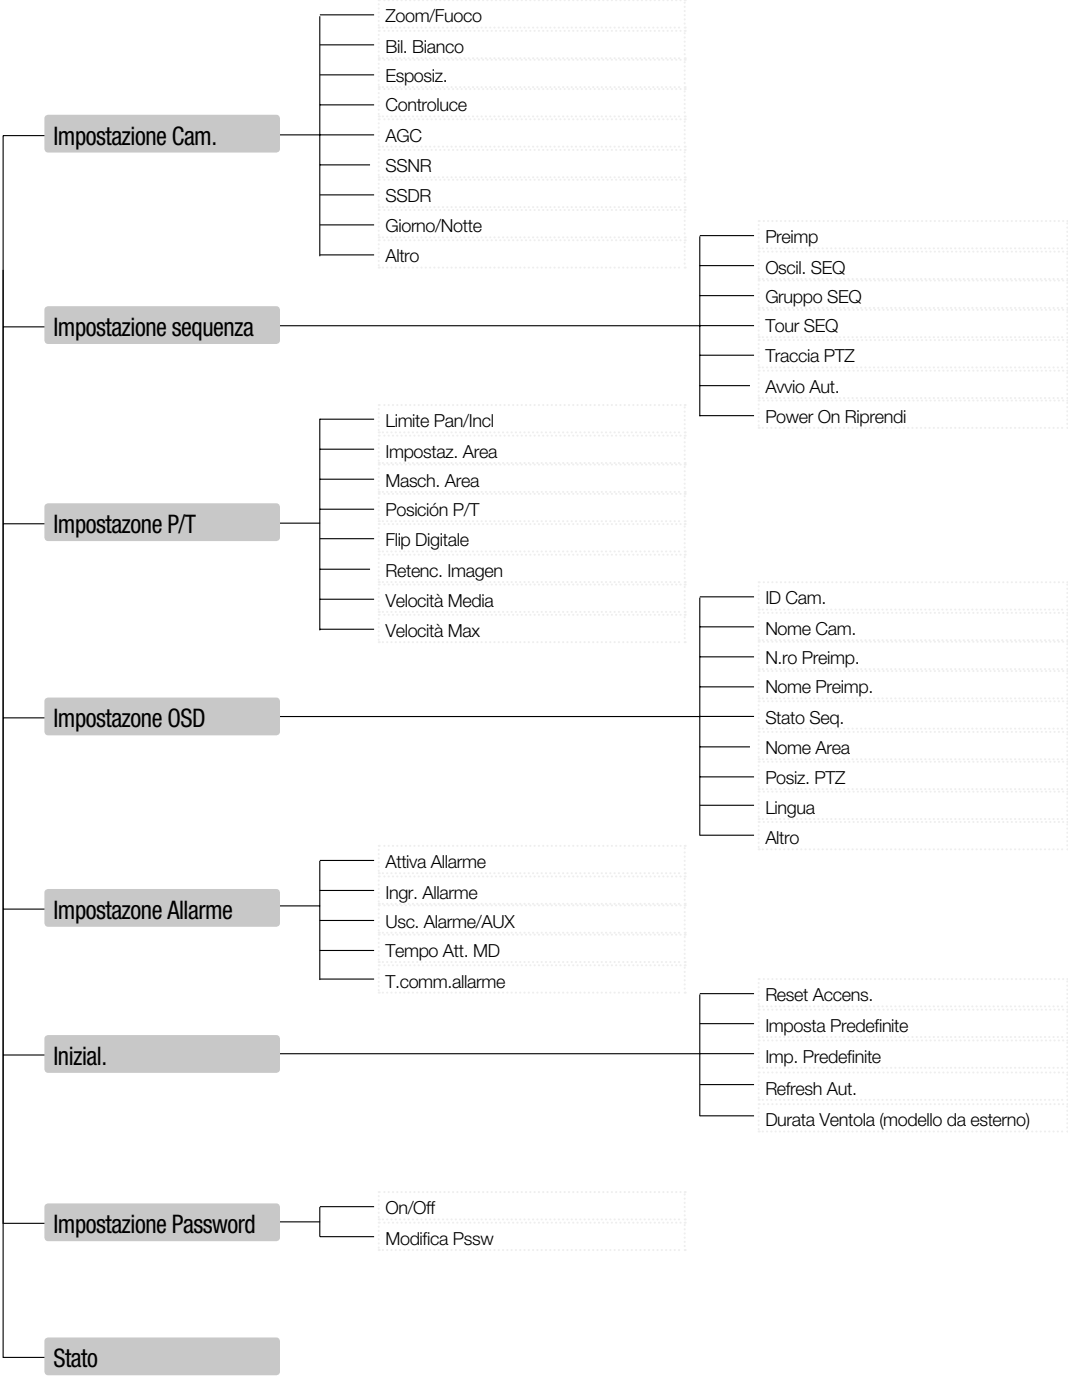 Impostazione Cam.
Zoom/Fuoco
Bil. Bianco
Esposiz.
Controluce
AGC
SSNR
SSDR
Giorno/Notte
Altro
Impostazione sequenza
Preimp
Oscil. SEQ
Gruppo SEQ
Tour SEQ
Traccia PTZ
Avvio Aut.
Power On Riprendi
Impostazone P/T
Limite Pan/Incl
Impostaz. Area
Masch. Area
Posición P/T
Flip Digitale
Retenc. Imagen
Velocità Media
Velocità Max
Impostazone OSD
ID Cam.
Nome Cam.
N.ro Preimp.
Nome Preimp.
Stato Seq.
Nome Area
Posiz. PTZ
Lingua
Altro
Impostazone Allarme
Attiva Allarme
Ingr. Allarme
Usc. Alarme/AUX
Tempo Att. MD
T.comm.allarme
Inizial.
Reset Accens.
Imposta Predefinite
Imp. Predefinite
Refresh Aut.
Durata Ventola (modello da esterno)
Impostazione Password
On/Off
Modifica Pssw
Stato